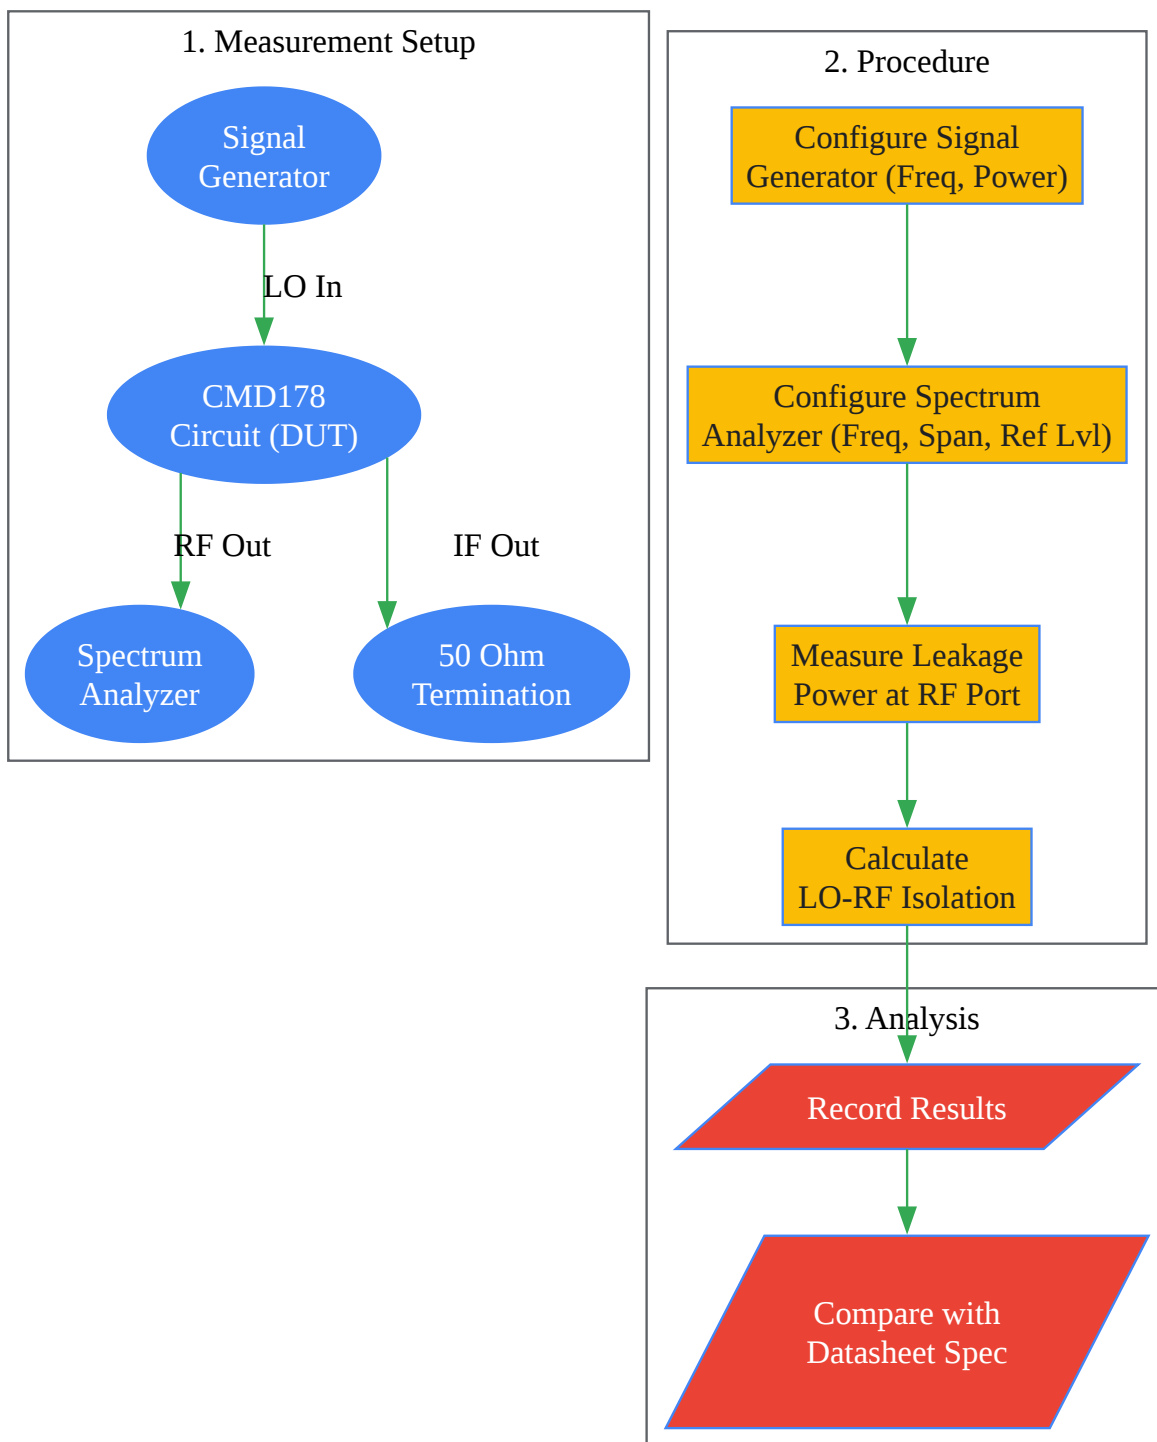 1. Measurement Setup
Signal
Generator
LO In
CMD178
Circuit (DUT)
RF Out
IF Out
Spectrum
Analyzer
50 Ohm
Termination
2. Procedure
Configure Signal
Generator (Freq, Power)
Configure Spectrum
Analyzer (Freq, Span, Ref Lvl)
Measure Leakage
Power at RF Port
Calculate
LO-RF Isolation
3. Analysis
Record Results
Compare with
Datasheet Spec